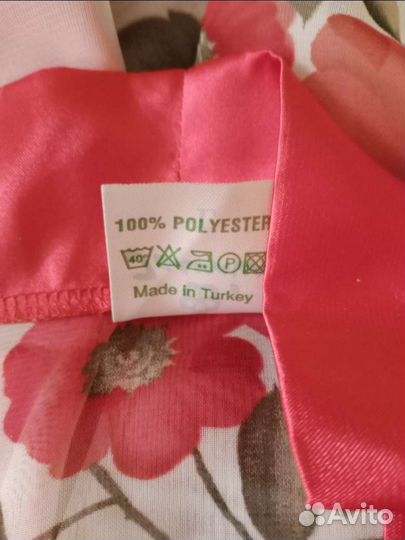 100% POLYESTER
40°
P
Made in Turkey
Avito